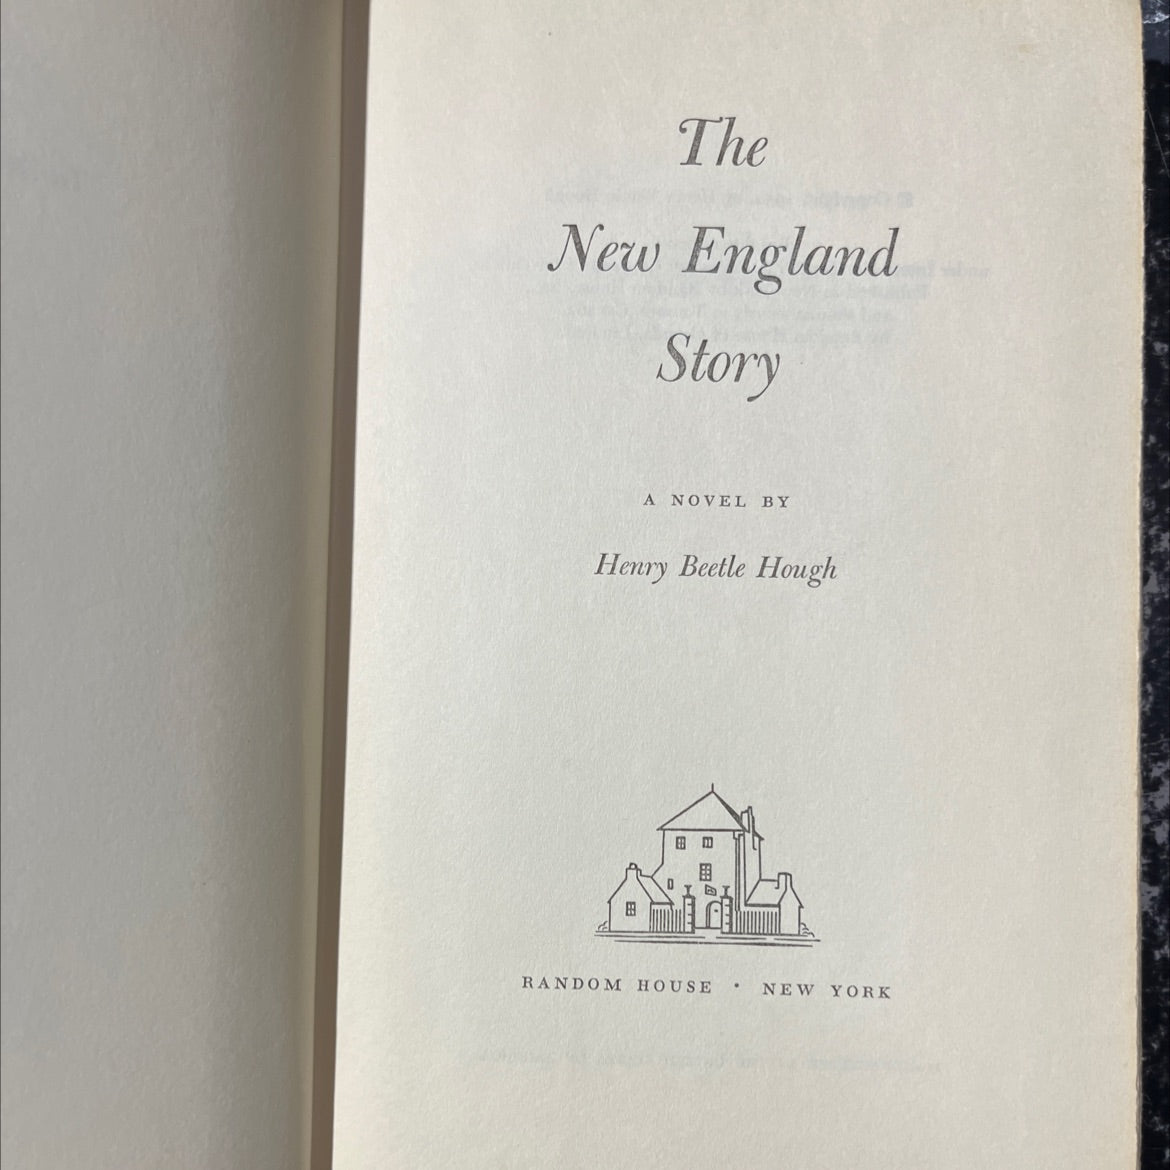 The
New England
Story
A NOVEL BY
Henry Beetle Hough
RANDOM HOUSE · NEW YORK